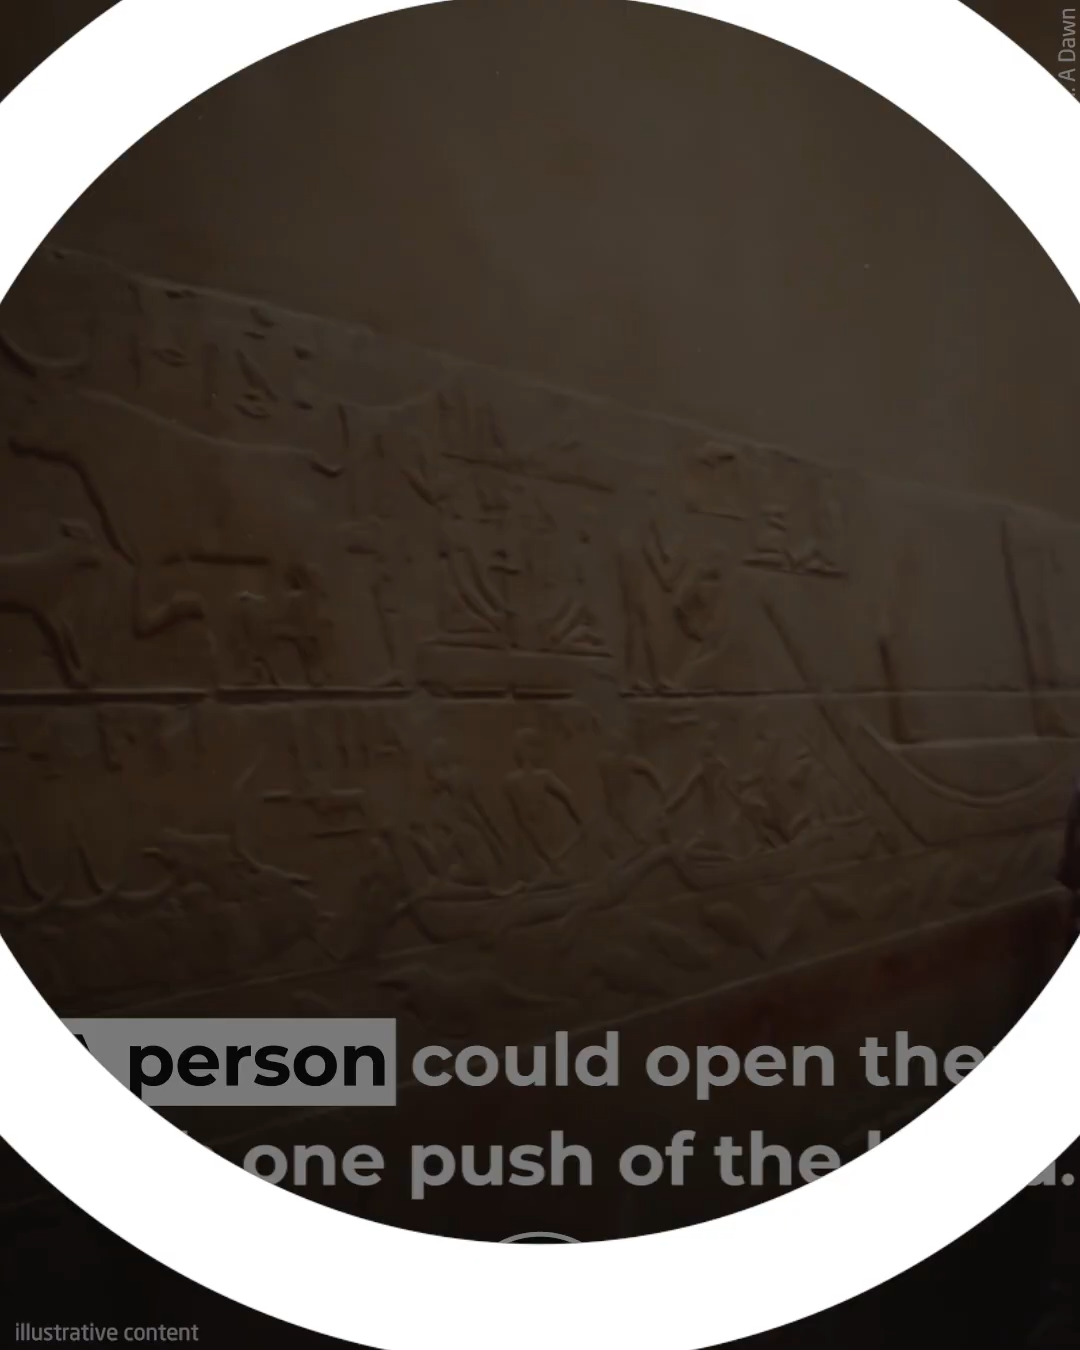 A Dawn
person could open the
one push of the
illustrative content